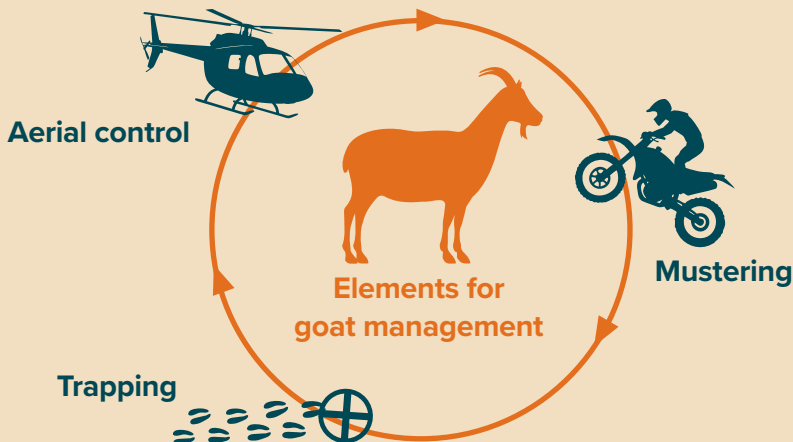 Aerial control
Mustering
Elements for
goat management
Trapping